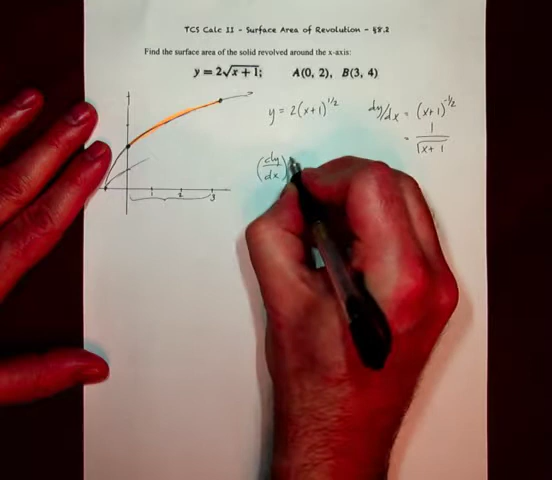 TCS Calc 11 - Surface Area of Revolution - §8.2
Find the surface area of the solid revolved around the x-axis:
y = 2√(x + 1); A(0, 2), B(3, 4)
y = 2(x+1)^1/2 dy/dx = (x+1)^-1/2
= 1/√(x+1)
(dy/dx)
1 2 3